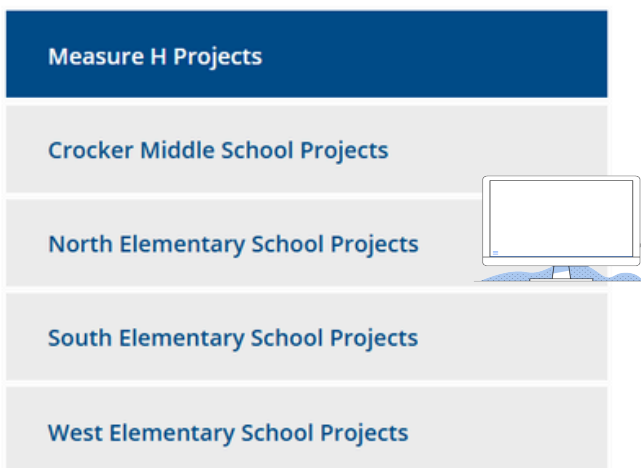 Measure H Projects
Crocker Middle School Projects
North Elementary School Projects
South Elementary School Projects
West Elementary School Projects